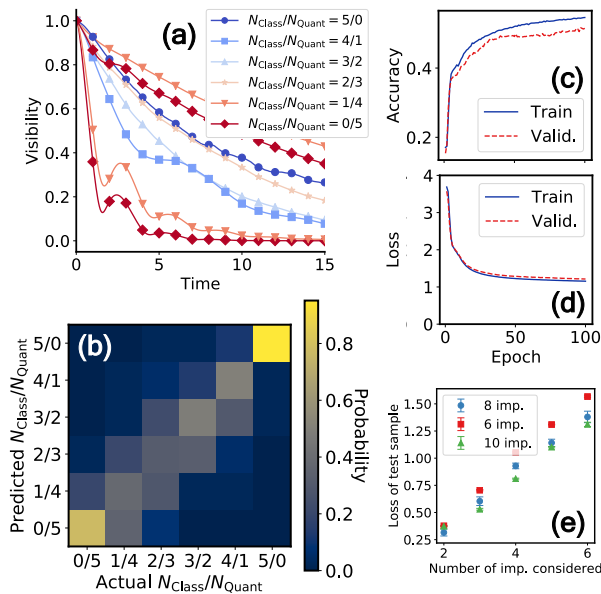 (a)
N_Class/N_Quant = 5/0
N_Class/N_Quant = 4/1
N_Class/N_Quant = 3/2
N_Class/N_Quant = 2/3
N_Class/N_Quant = 1/4
N_Class/N_Quant = 0/5
Visibility
1.0
0.8
0.6
0.4
0.2
0.0
0 5 10 15
Time
(c)
Train
Valid.
Accuracy
0.4
0.2
Train
Valid.
(d)
Loss
4
3
2
1
0 50 100
Epoch
(b)
Predicted N_Class/N_Quant
5/0
4/1
3/2
2/3
1/4
0/5
0/5 1/4 2/3 3/2 4/1 5/0
Actual N_Class/N_Quant
0.8
0.6
0.4
0.2
0.0
Probability
8 imp.
6 imp.
10 imp.
(e)
Loss of test sample
1.50
1.25
1.00
0.75
0.50
0.25
2 3 4 5 6
Number of imp. considered